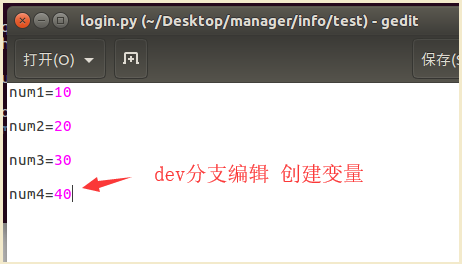 login.py (~/Desktop/manager/info/test) - gedit
打开(O)
保存(
num1=10
num2=20
num3=30
num4=40
dev分支编辑 创建变量